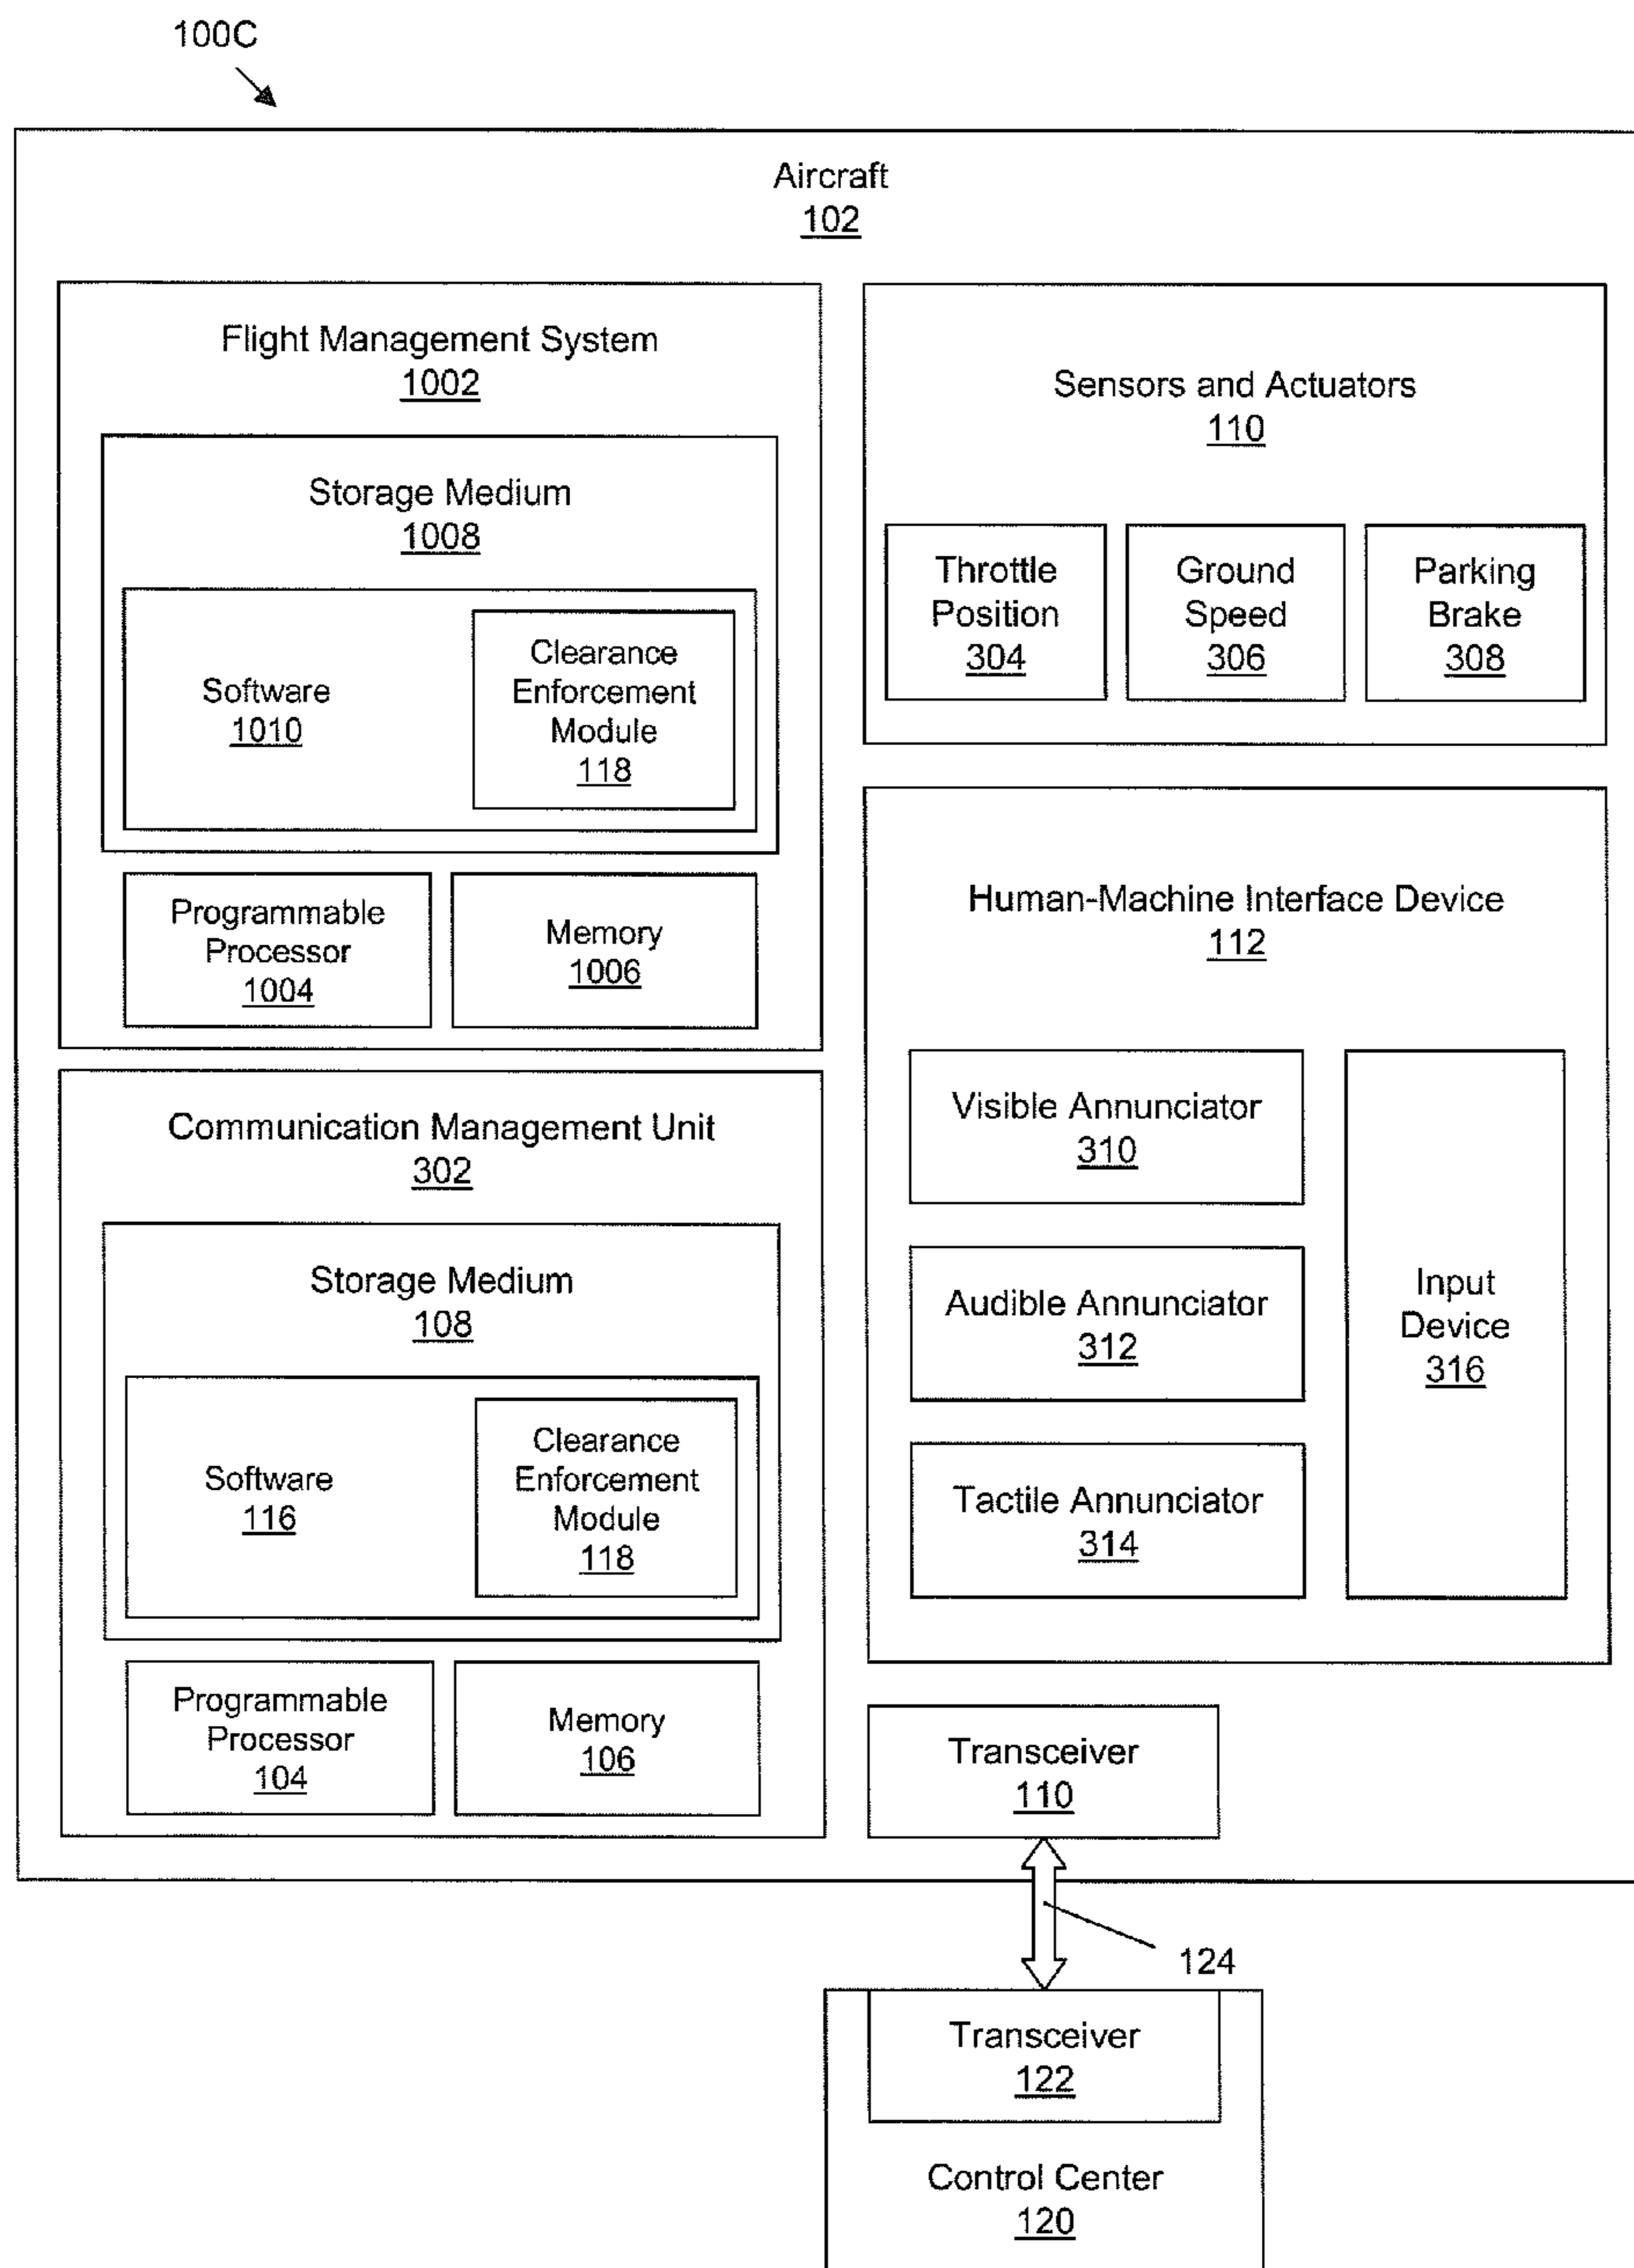 100C
Aircraft
102
Flight Management System
1002
Storage Medium
1008
Software
1010
Clearance
Enforcement
Module
118
Programmable
Processor
1004
Memory
1006
Communication Management Unit
302
Storage Medium
108
Software
116
Clearance
Enforcement
Module
118
Programmable
Processor
104
Memory
106
Sensors and Actuators
110
Throttle
Position
304
Ground
Speed
306
Parking
Brake
308
Human-Machine Interface Device
112
Visible Annunciator
310
Audible Annunciator
312
Tactile Annunciator
314
Input
Device
316
Transceiver
110
124
Transceiver
122
Control Center
120